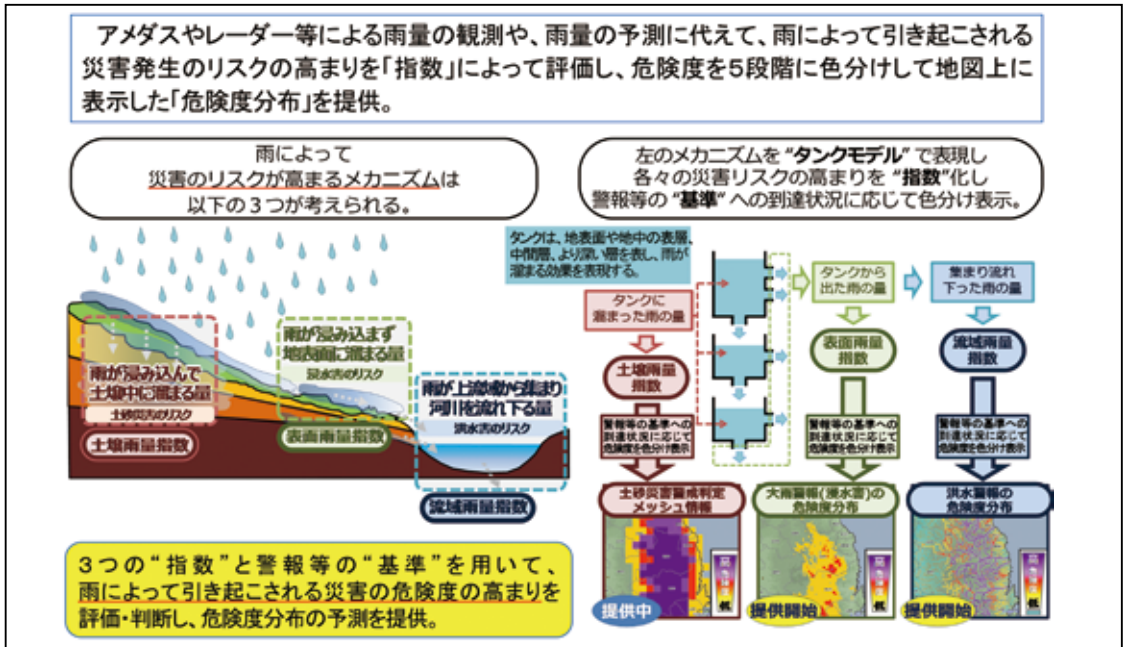 アメダスやレーダー等による雨量の観測や、雨量の予測に代えて、雨によって引き起こされる
災害発生のリスクの高まりを「指数」によって評価し、危険度を5段階に色分けして地図上に
表示した「危険度分布」を提供。
雨によって
災害のリスクが高まるメカニズムは
以下の3つが考えられる。
左のメカニズムを“タンクモデル”で表現し
各々の災害リスクの高まりを“指数”化し
警報等の“基準”への到達状況に応じて色分け表示。
雨が浸み込んで
土壌中に溜まる量
土砂災害のリスク
土壌雨量指数
雨が浸み込まず
地表面に溜まる量
浸水害のリスク
表面雨量指数
雨が上流域から集まり
河川を流れ下る量
洪水害のリスク
流域雨量指数
タンクは、地表面や地中の表層、
中間層、より深い層を表し、雨が
溜まる効果を表現する。
タンクに
溜まった雨の量
タンクから
出た雨の量
集まり流れ
下った雨の量
土壌雨量
指数
表面雨量
指数
流域雨量
指数
警報等の基準への
到達状況に応じて
危険度を色分け表示
警報等の基準への
到達状況に応じて
危険度を色分け表示
警報等の基準への
到達状況に応じて
危険度を色分け表示
土砂災害警戒判定
メッシュ情報
大雨警報(浸水害)の
危険度分布
洪水警報の
危険度分布
高
低
高
低
高
低
提供中
提供開始
提供開始
3つの“指数”と警報等の“基準”を用いて、
雨によって引き起こされる災害の危険度の高まりを
評価・判断し、危険度分布の予測を提供。